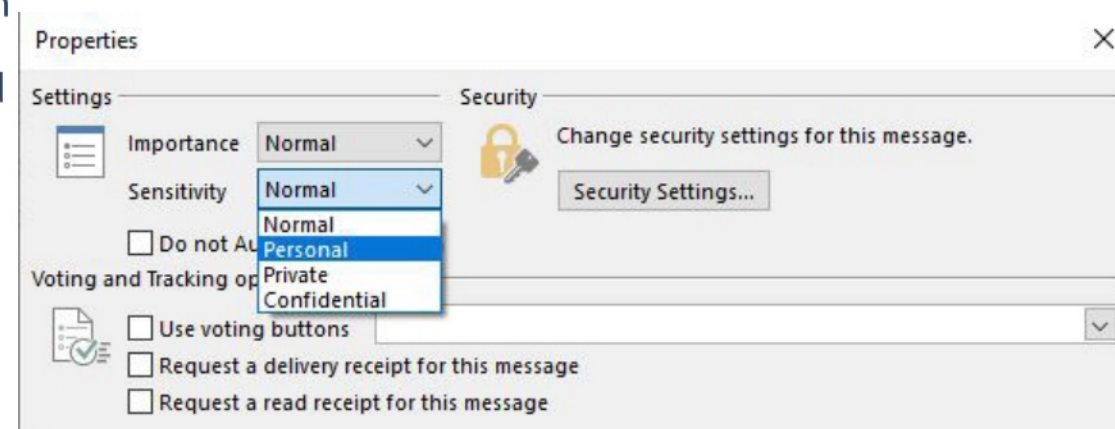 Properties
Settings
Security
Importance Normal
Change security settings for this message.
Sensitivity Normal
Security Settings...
Normal
Do not Au
Personal
Private
Voting and Tracking op
Confidential
Use voting buttons
Request a delivery receipt for this message
Request a read receipt for this message